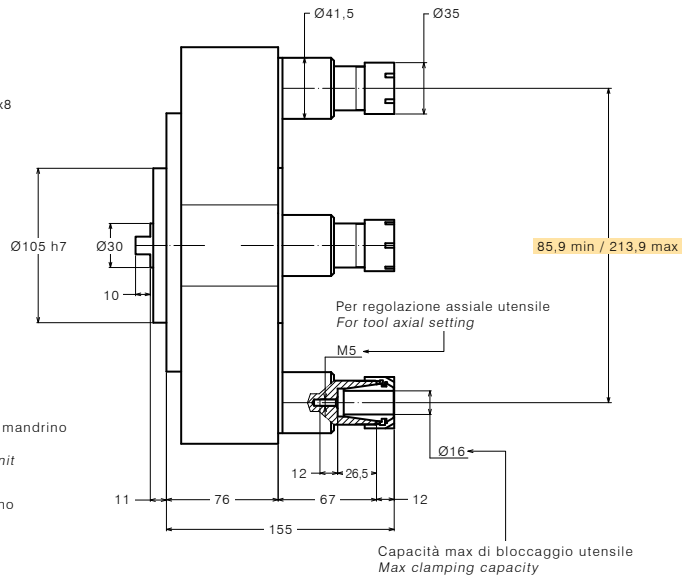 Ø41,5
Ø35
x8
Ø105 h7
Ø30
85,9 min / 213,9 max
10
Per regolazione assiale utensile
For tool axial setting
M5
mandrino
nit
Ø16
12
26,5
no
11
76
67
12
155
Capacità max di bloccaggio utensile
Max clamping capacity